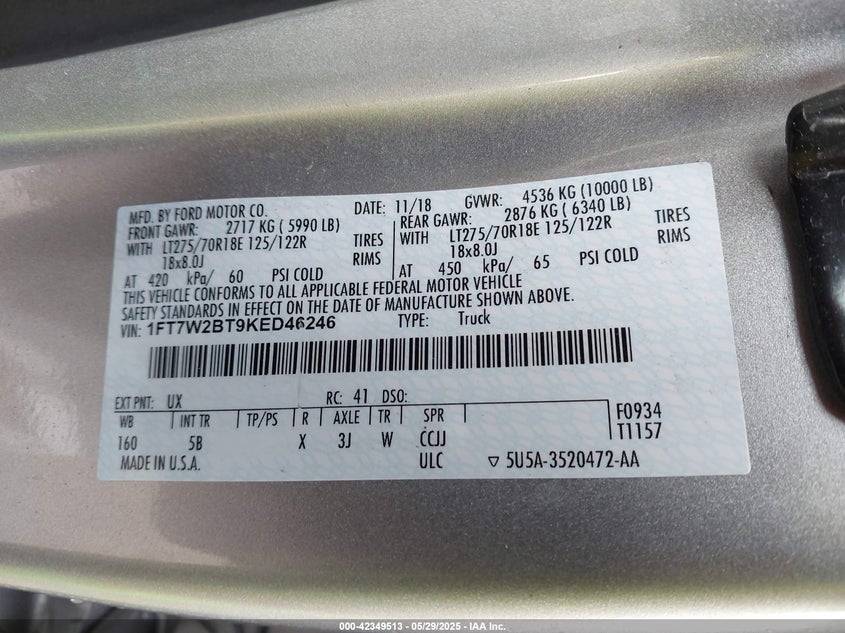 MFD. BY FORD MOTOR CO. DATE: 11/18 GVWR: 4536 KG (10000 LB)
FRONT GAWR: 2717 KG ( 5990 LB) REAR GAWR: 2876 KG ( 6340 LB)
WITH LT275/70R18E 125/122R TIRES WITH LT275/70R18E 125/122R TIRES
18x8.0J RIMS 18x8.0J RIMS
AT 420 kPa/ 60 PSI COLD AT 450 kPa/ 65 PSI COLD
THIS VEHICLE CONFORMS TO ALL APPLICABLE FEDERAL MOTOR VEHICLE
SAFETY STANDARDS IN EFFECT ON THE DATE OF MANUFACTURE SHOWN ABOVE.
VIN: 1FT7W2BT9KED46246 TYPE: Truck
EXT PNT: UX RC: 41 DSO:
WB INT TR TP/PS R AXLE TR SPR F0934
160 5B X 3J W CCJJ T1157
MADE IN U.S.A. ULC ▽ 5U5A-3520472-AA
000-42349513 - 05/29/2025 - IAA Inc.